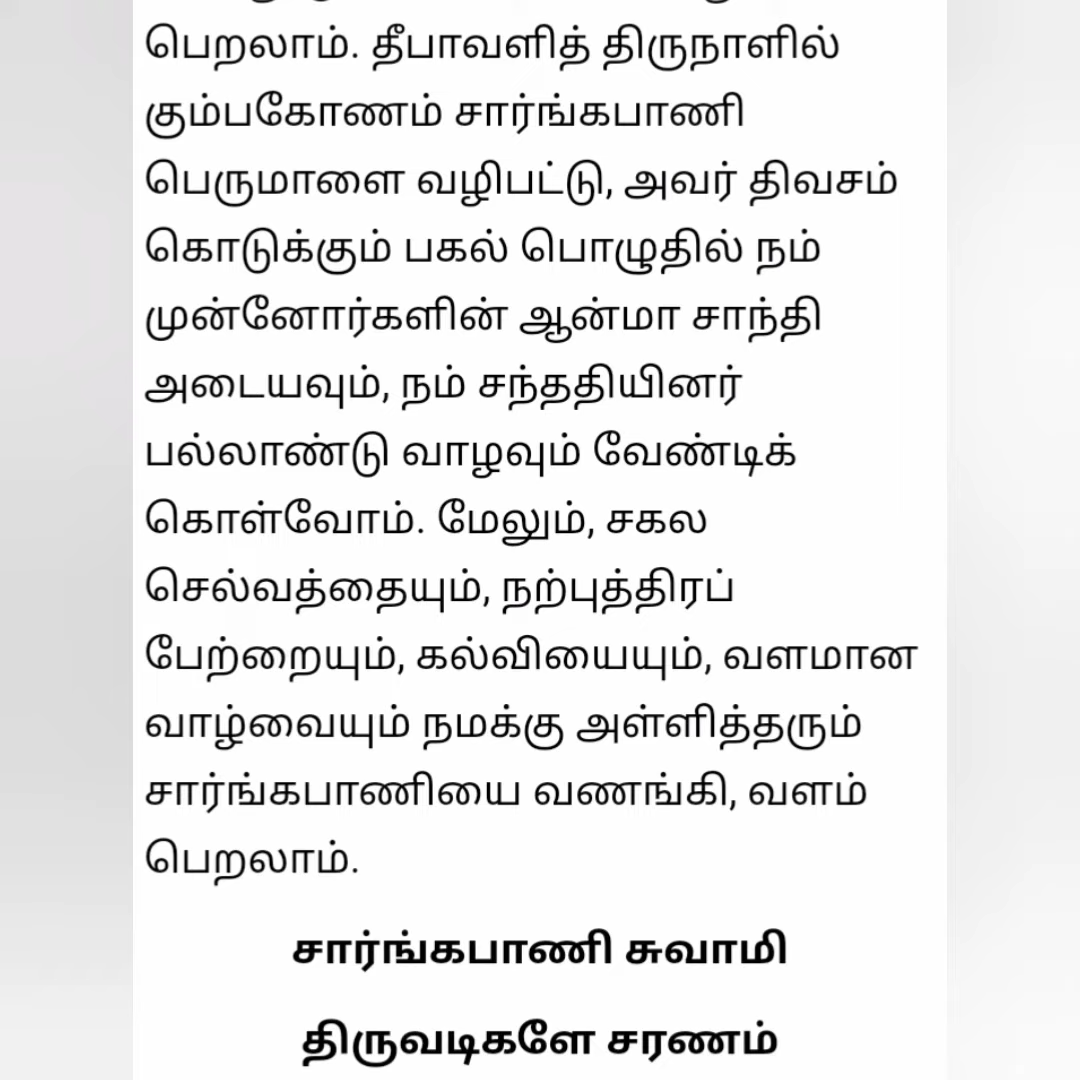 பெறலாம். தீபாவளித் திருநாளில்
கும்பகோணம் சார்ங்கபாணி
பெருமாளை வழிபட்டு, அவர் திவசம்
கொடுக்கும் பகல் பொழுதில் நம்
முன்னோர்களின் ஆன்மா சாந்தி
அடையவும், நம் சந்ததியினர்
பல்லாண்டு வாழவும் வேண்டிக்
கொள்வோம். மேலும், சகல
செல்வத்தையும், நற்புத்திரப்
பேற்றையும், கல்வியையும், வளமான
வாழ்வையும் நமக்கு அள்ளித்தரும்
சார்ங்கபாணியை வணங்கி, வளம்
பெறலாம்.
சார்ங்கபாணி சுவாமி
திருவடிகளே சரணம்